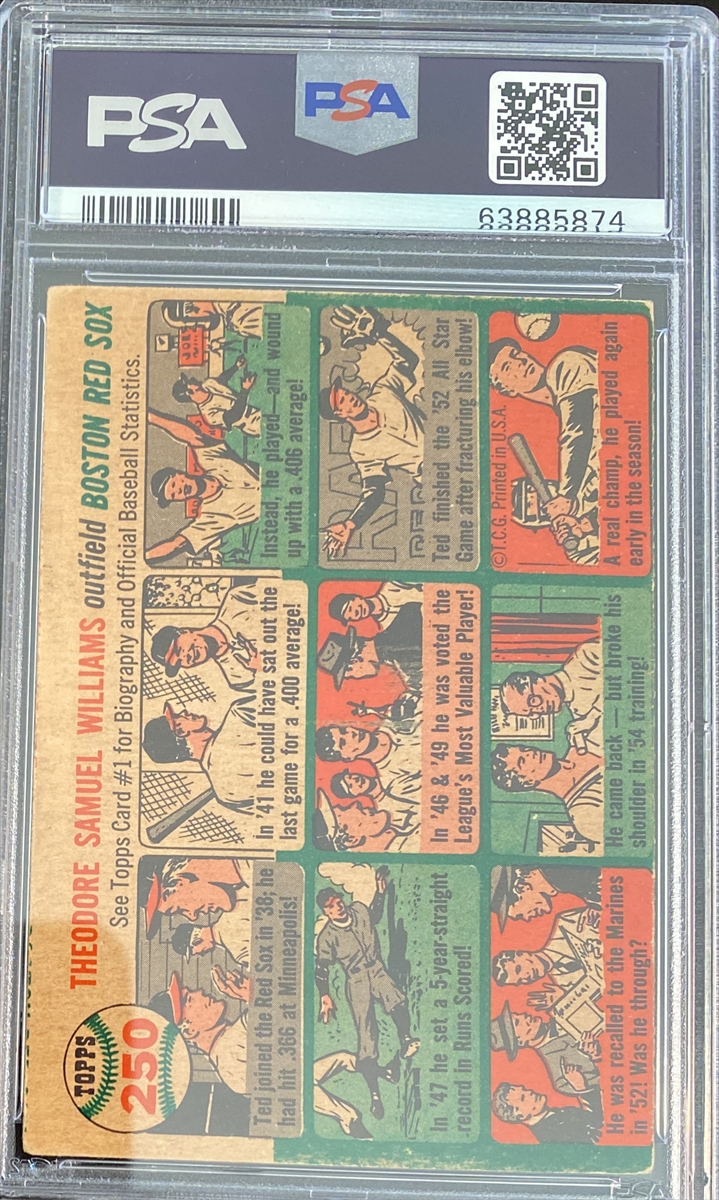 PSA
PSA
63885874
TOPPS
250
THEODORE SAMUEL WILLIAMS outfield BOSTON RED SOX
See Topps Card #1 for Biography and Official Baseball Statistics.
Ted joined the Red Sox in '38; he
had hit .366 at Minneapolis!
In '41 he could have sat out the
last game for a .400 average!
Instead, he played—and wound
up with a .406 average!
In '47 he set a 5-year-straight
record in Runs Scored!
In '46 & '49 he was voted the
League's Most Valuable Player!
Ted finished the '52 All Star
Game after fracturing his elbow!
He was recalled to the Marines
in '52! Was he through?
He came back — but broke his
shoulder in '54 training!
©T.C.G. Printed in U.S.A.
A real champ, he played again
early in the season!